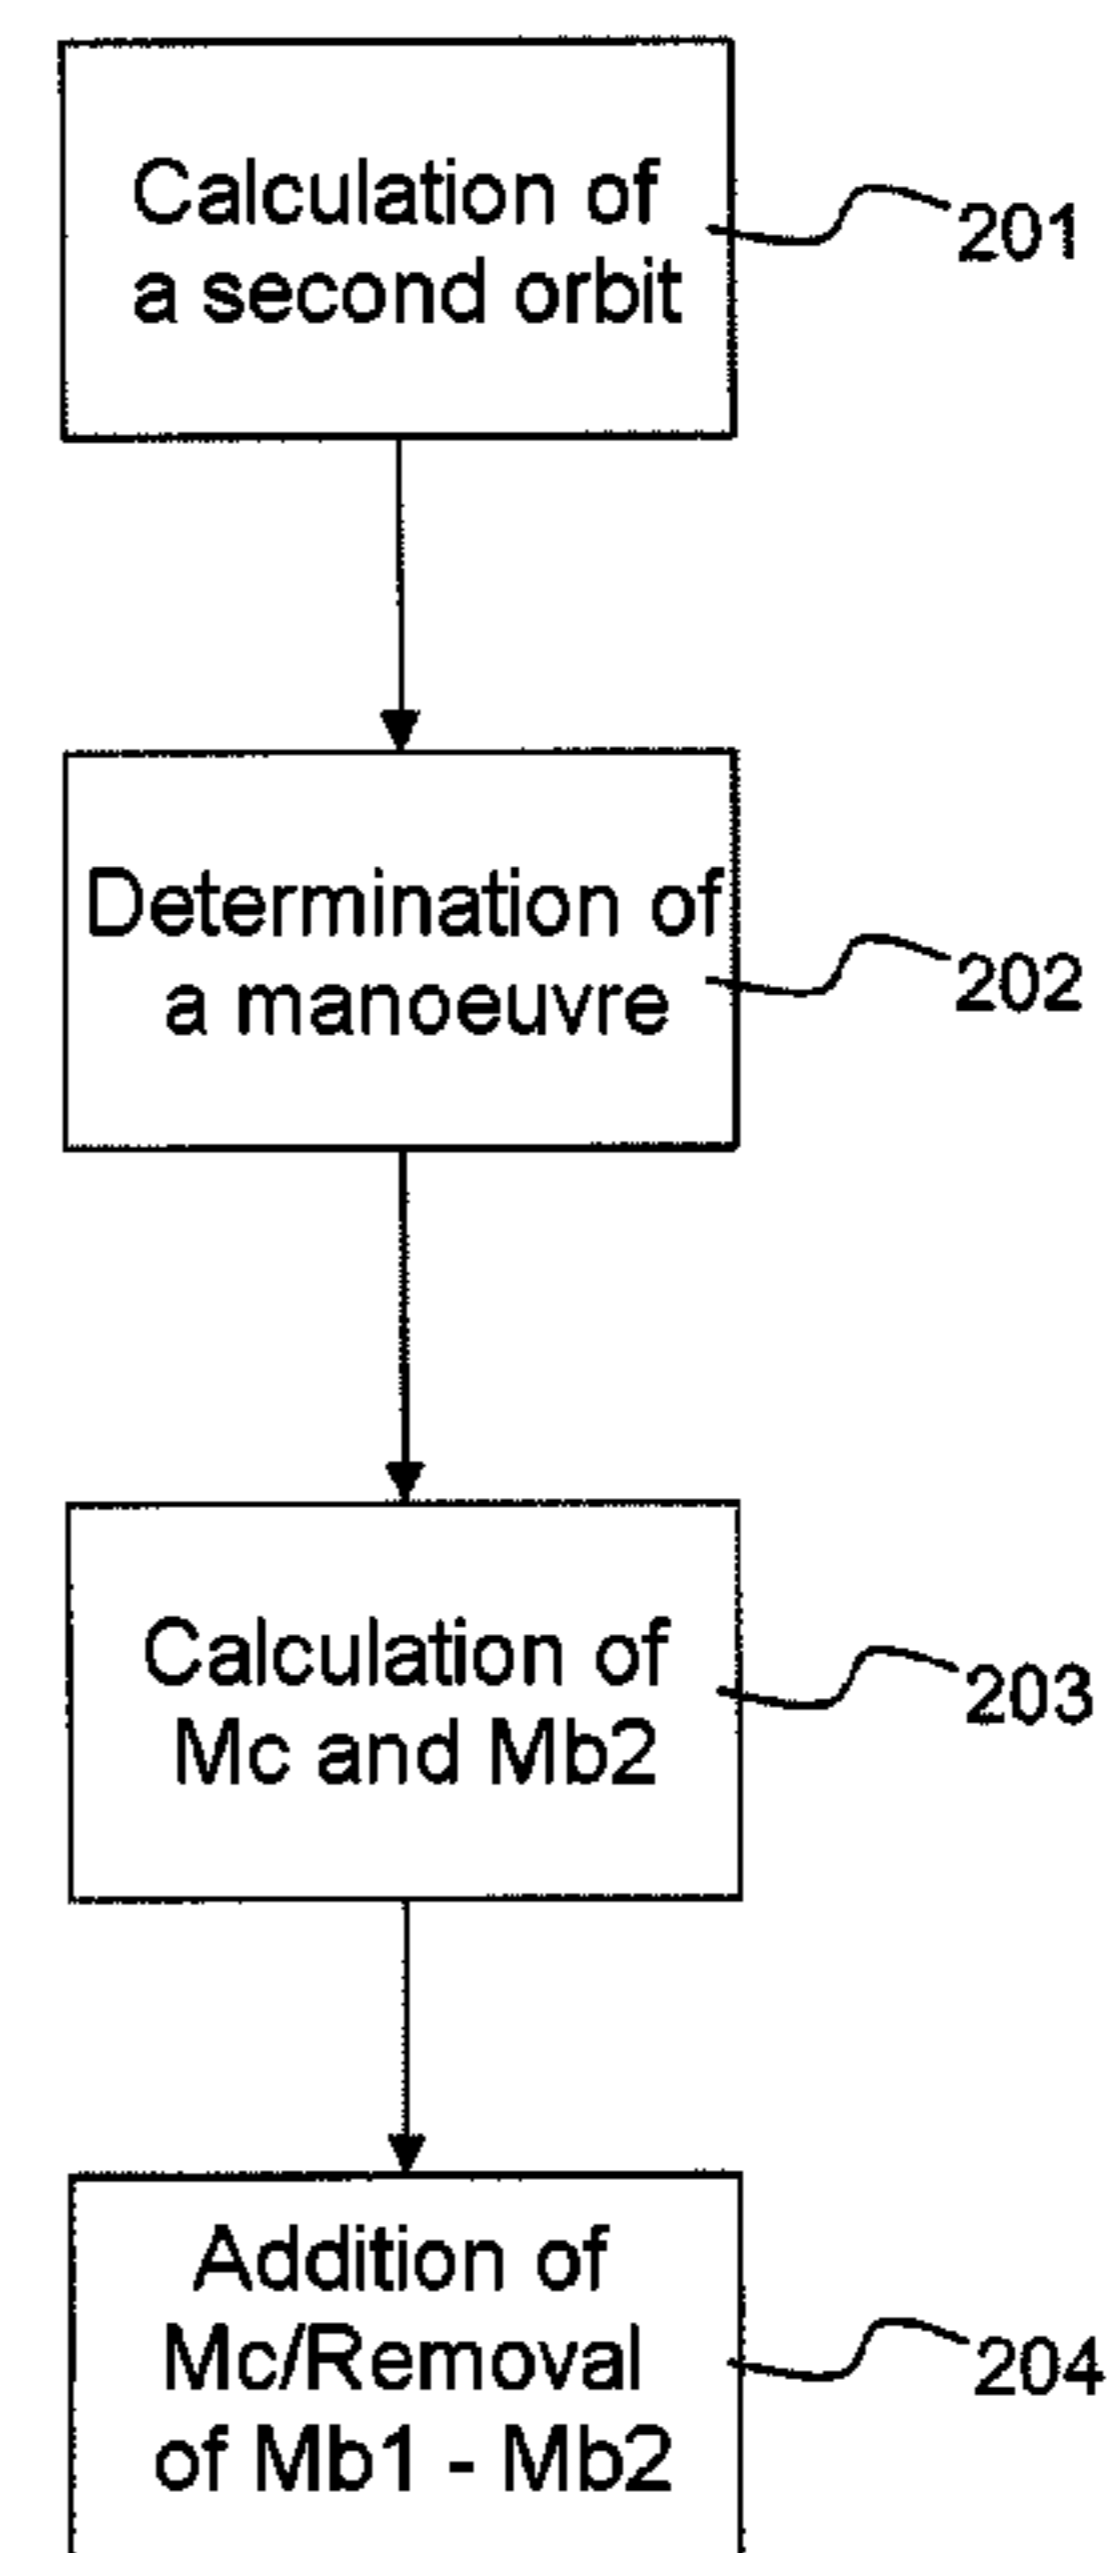 Calculation of
a second orbit
201
Determination of
a manoeuvre
202
Calculation of
Mc and Mb2
203
Addition of
Mc/Removal
of Mb1 - Mb2
204